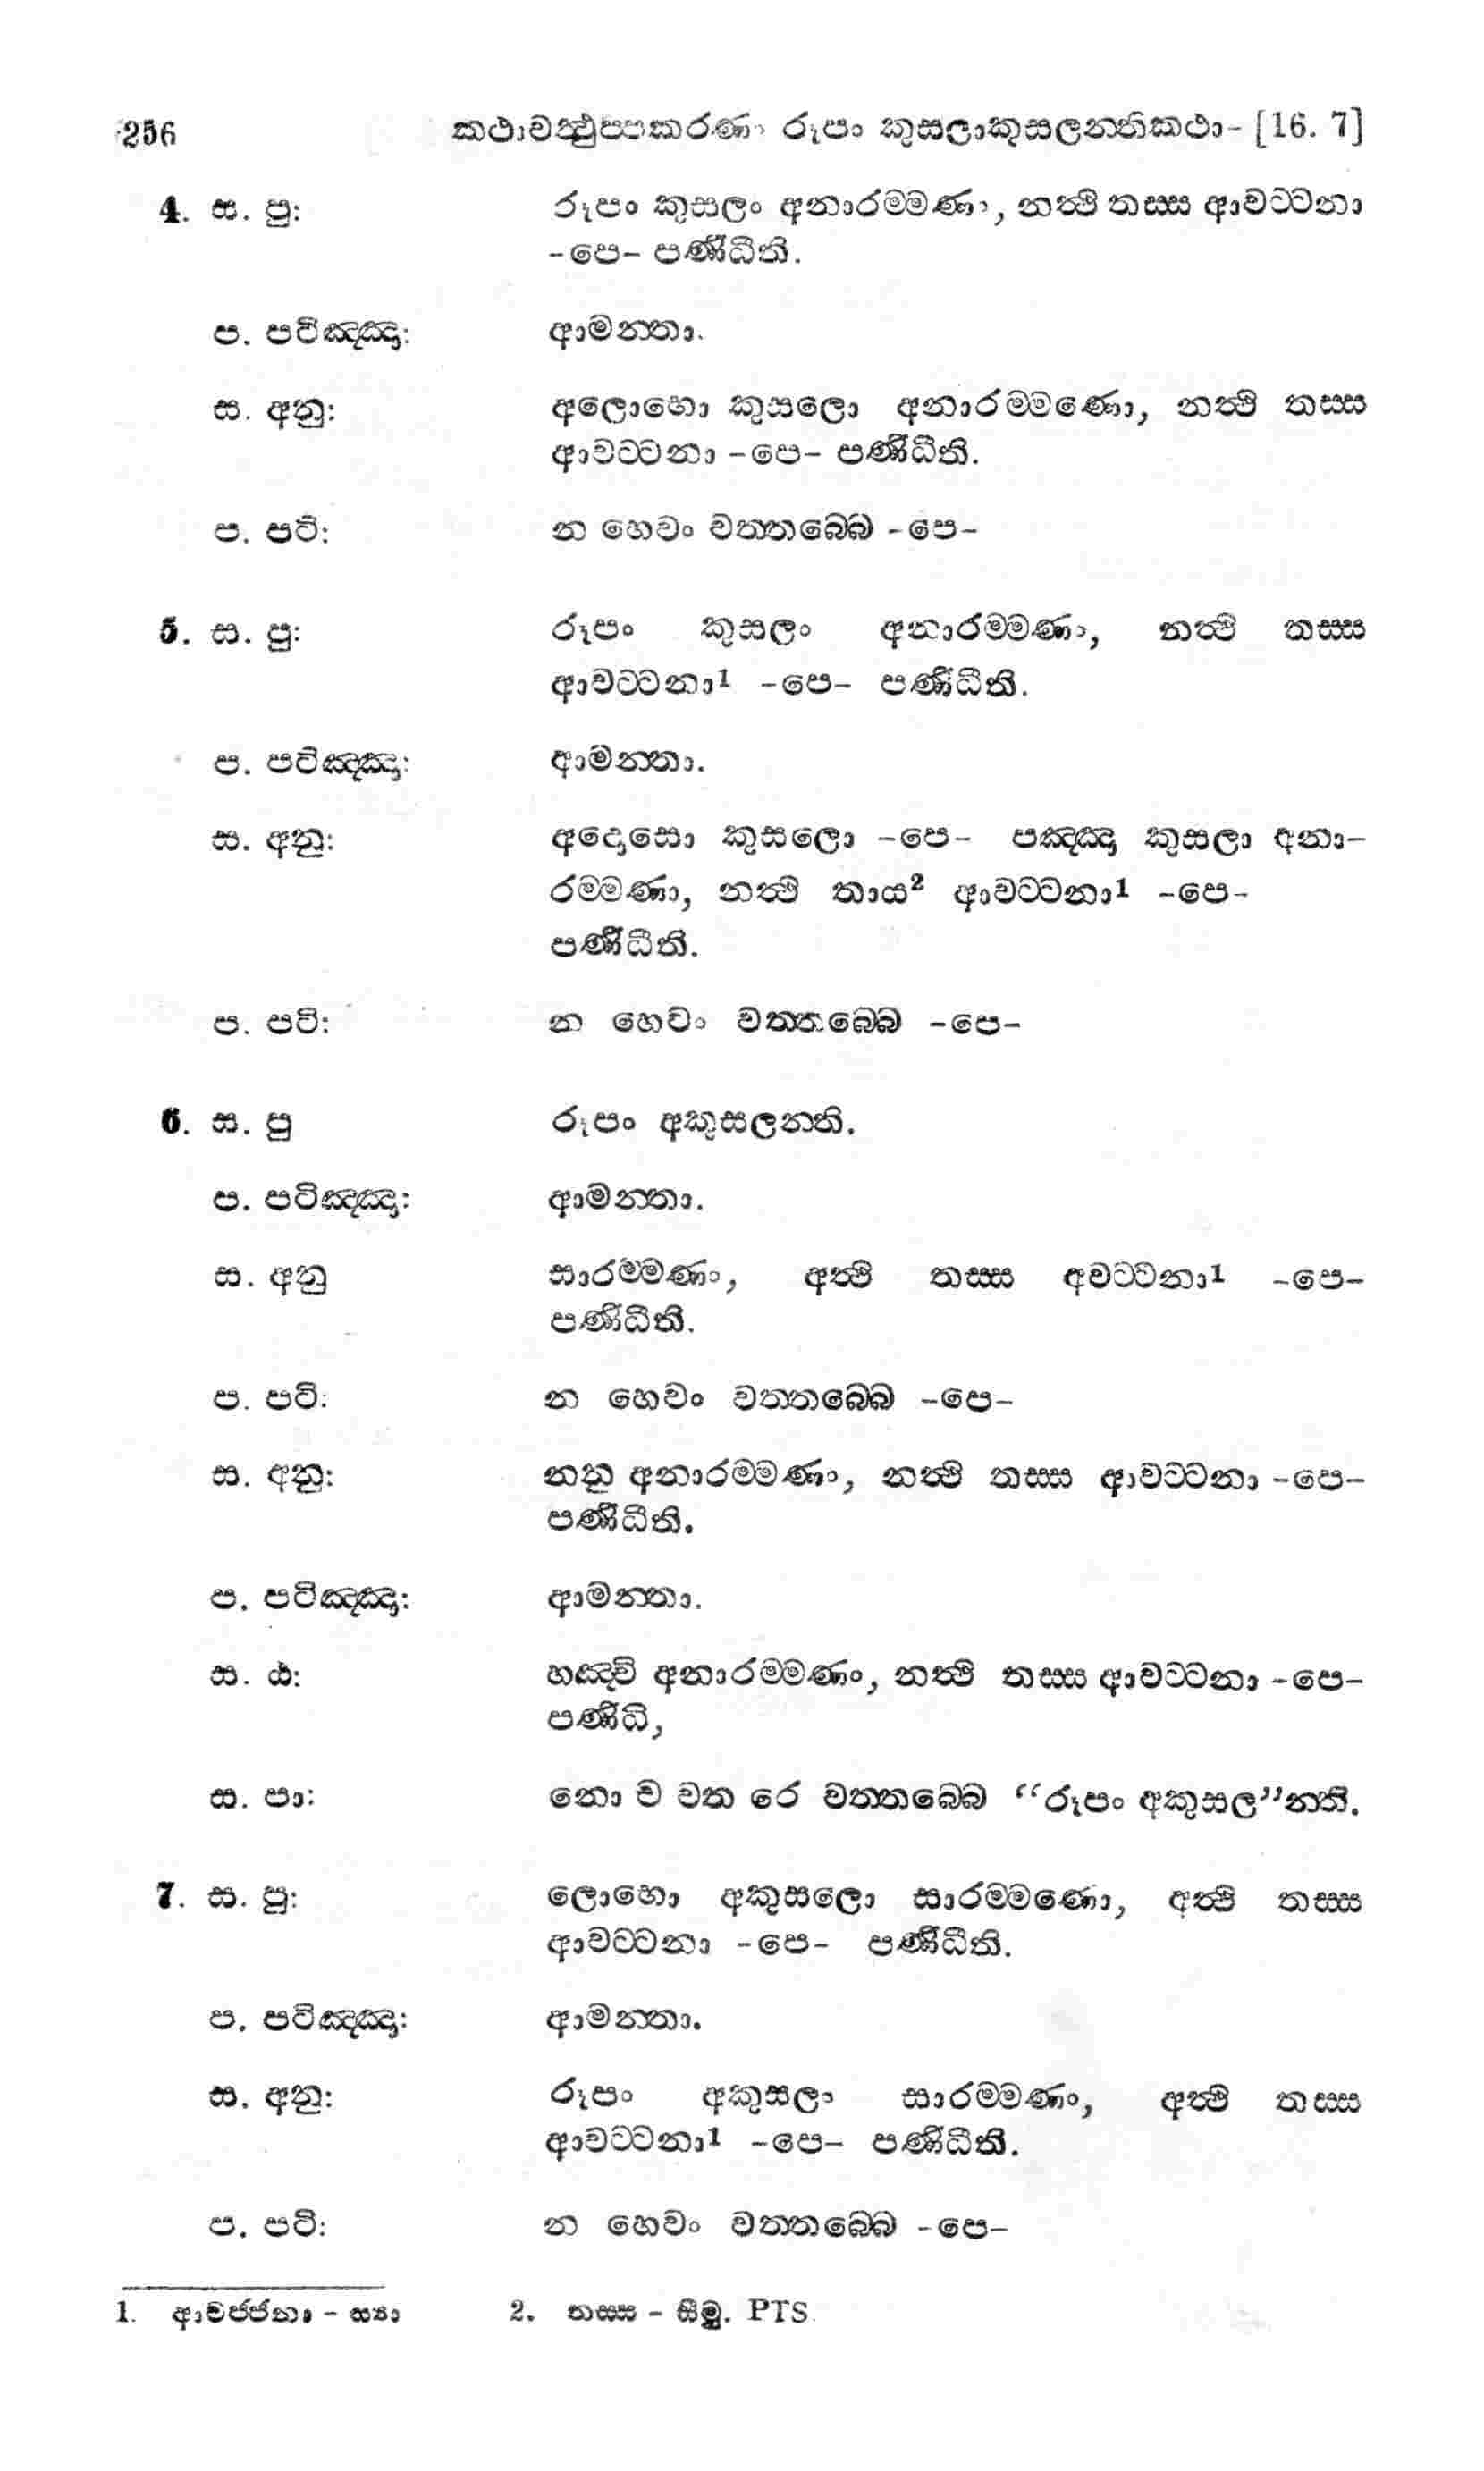 256 කථාවත්‍ථුප්පකරණං රූපං කුසලාකුසලන්තිකථා- [16. 7]
4. ස. පු: රූපං කුසලං අනාරම්මණං, නත්‍ථි තස්ස ආවට්ටනා
-පෙ- පණිධීති.
ප. පටිඤ්ඤා: ආමන්තා.
ස. අනු: අලොභො කුසලො අනාරම්මණො, නත්‍ථි තස්ස
ආවට්ටනා -පෙ- පණිධීති.
ප. පටි: න හෙවං වත්තබ්බෙ -පෙ-
5. ස. පු: රූපං කුසලං අනාරම්මණං, නත්‍ථි තස්ස
ආවට්ටනා1 -පෙ- පණිධීති.
ප. පටිඤ්ඤා: ආමන්තා.
ස. අනු: අදොසො කුසලො -පෙ- පඤ්ඤා කුසලා අනා-
රම්මණා, නත්‍ථි තාය2 ආවට්ටනා1 -පෙ-
පණිධීති.
ප. පටි: න හෙවං වත්තබ්බෙ -පෙ-
6. ස. පු රූපං අකුසලන්ති.
ප. පටිඤ්ඤා: ආමන්තා.
ස. අනු සාරම්මණං, අත්‍ථි තස්ස අවට්ටනා1 -පෙ-
පණිධීති.
ප. පටි: න හෙවං වත්තබ්බෙ -පෙ-
ස. අනු: නනු අනාරම්මණං, නත්‍ථි තස්ස ආවට්ටනා -පෙ-
පණිධීති.
ප. පටිඤ්ඤා: ආමන්තා.
ස. ඨ: හඤ්චි අනාරම්මණං, නත්‍ථි තස්ස ආවට්ටනා -පෙ-
පණිධි,
ස. පා: නො ච වත රෙ වත්තබ්බෙ “රූපං අකුසල”න්ති.
7. ස. පු: ලොභො අකුසලො සාරම්මණො, අත්‍ථි තස්ස
ආවට්ටනා -පෙ- පණිධීති.
ප. පටිඤ්ඤා: ආමන්තා.
ස. අනු: රූපං අකුසලං සාරම්මණං, අත්‍ථි තස්ස
ආවට්ටනා1 -පෙ- පණිධීති.
ප. පටි: න හෙවං වත්තබ්බෙ -පෙ-
1. ආවජ්ජනා - ස්‍යා 2. තස්ස - සීමු. PTS